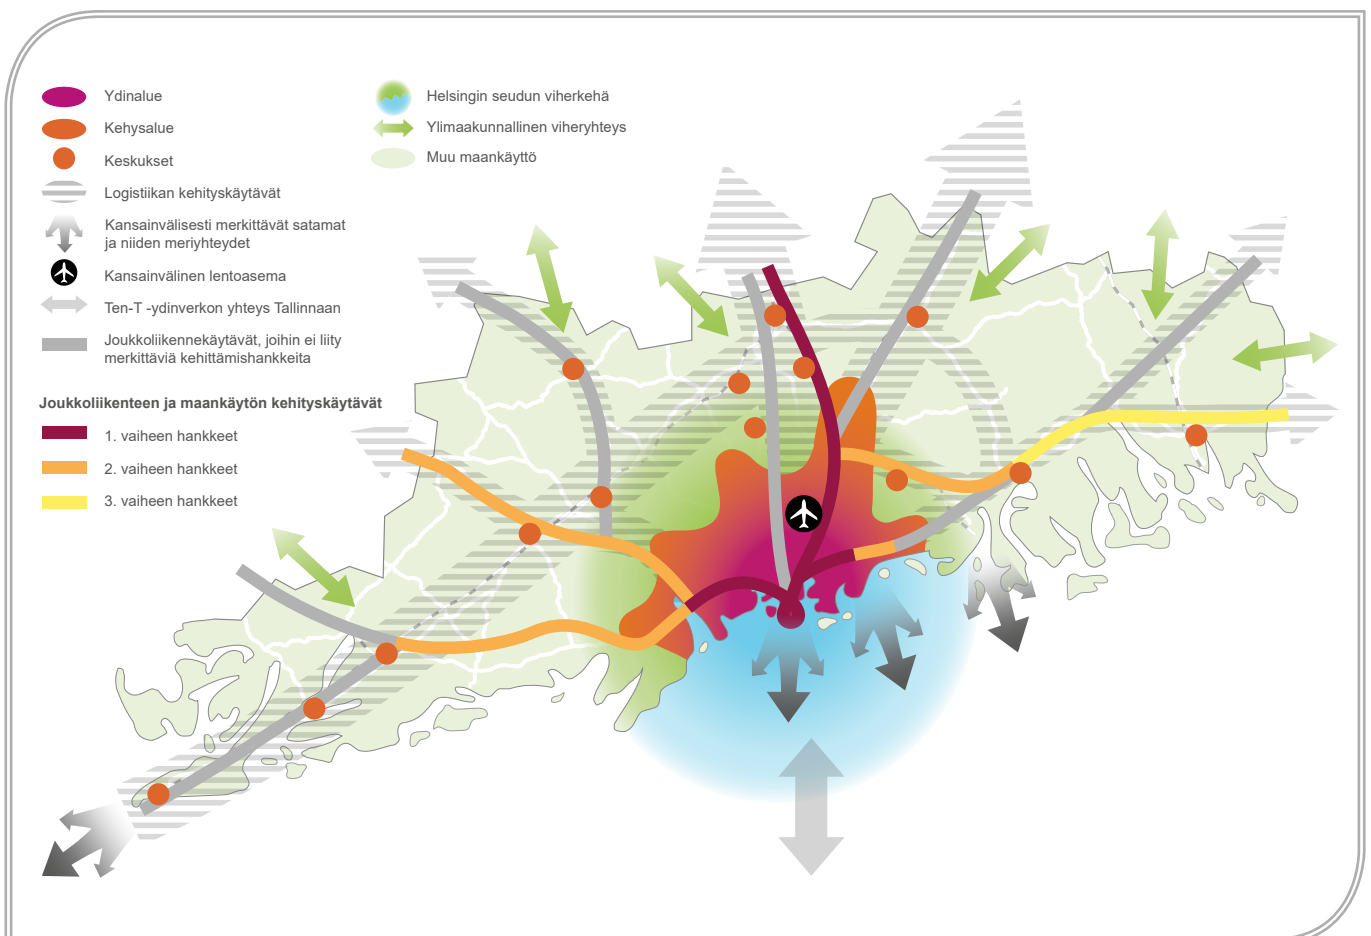 Ydinalue
Kehysalue
Keskukset
Logistiikan kehityskäytävät
Kansainvälisesti merkittävät satamat
ja niiden meriyhteydet
Kansainvälinen lentoasema
Ten-T -ydinverkon yhteys Tallinnaan
Joukkoliikennekäytävät, joihin ei liity
merkittäviä kehittämishankkeita
Joukkoliikenteen ja maankäytön kehityskäytävät
1. vaiheen hankkeet
2. vaiheen hankkeet
3. vaiheen hankkeet
Helsingin seudun viherkehä
Ylimaakunnallinen viheryhteys
Muu maankäyttö